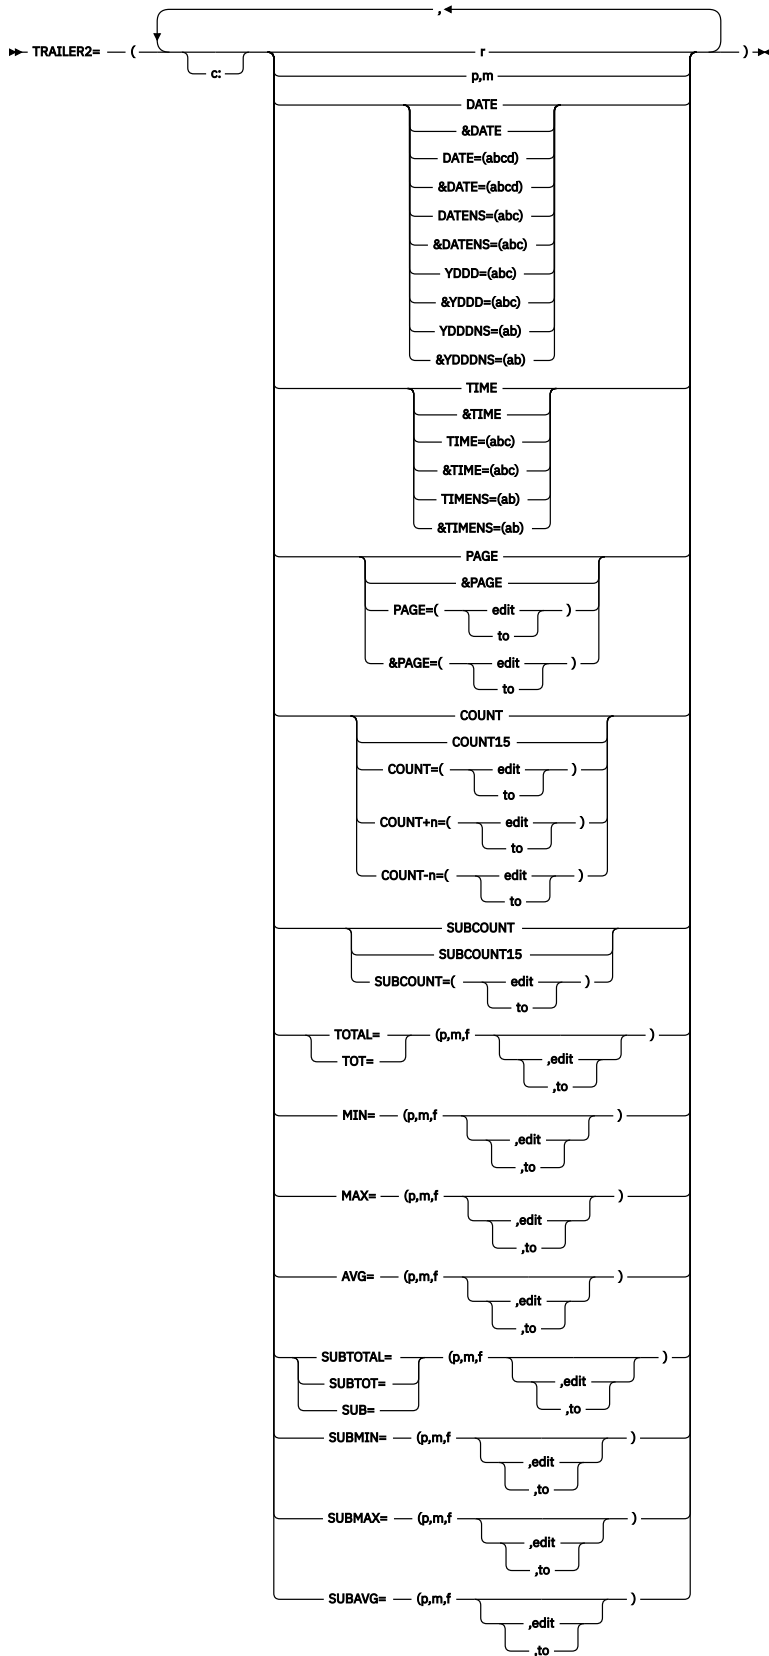 ,
TRAILER2= ( r )
c:
p,m
DATE
&DATE
DATE=(abcd)
&DATE=(abcd)
DATENS=(abc)
&DATENS=(abc)
YDDD=(abc)
&YDDD=(abc)
YDDDNS=(ab)
&YDDDNS=(ab)
TIME
&TIME
TIME=(abc)
&TIME=(abc)
TIMENS=(ab)
&TIMENS=(ab)
PAGE
&PAGE
PAGE=( edit )
to
&PAGE=( edit )
to
COUNT
COUNT15
COUNT=( edit )
to
COUNT+n=( edit )
to
COUNT-n=( edit )
to
SUBCOUNT
SUBCOUNT15
SUBCOUNT=( edit )
to
TOTAL= (p,m,f )
TOT= ,edit
,to
MIN= (p,m,f )
,edit
,to
MAX= (p,m,f )
,edit
,to
AVG= (p,m,f )
,edit
,to
SUBTOTAL= (p,m,f )
SUBTOT= ,edit
SUB= ,to
SUBMIN= (p,m,f )
,edit
,to
SUBMAX= (p,m,f )
,edit
,to
SUBAVG= (p,m,f )
,edit
,to